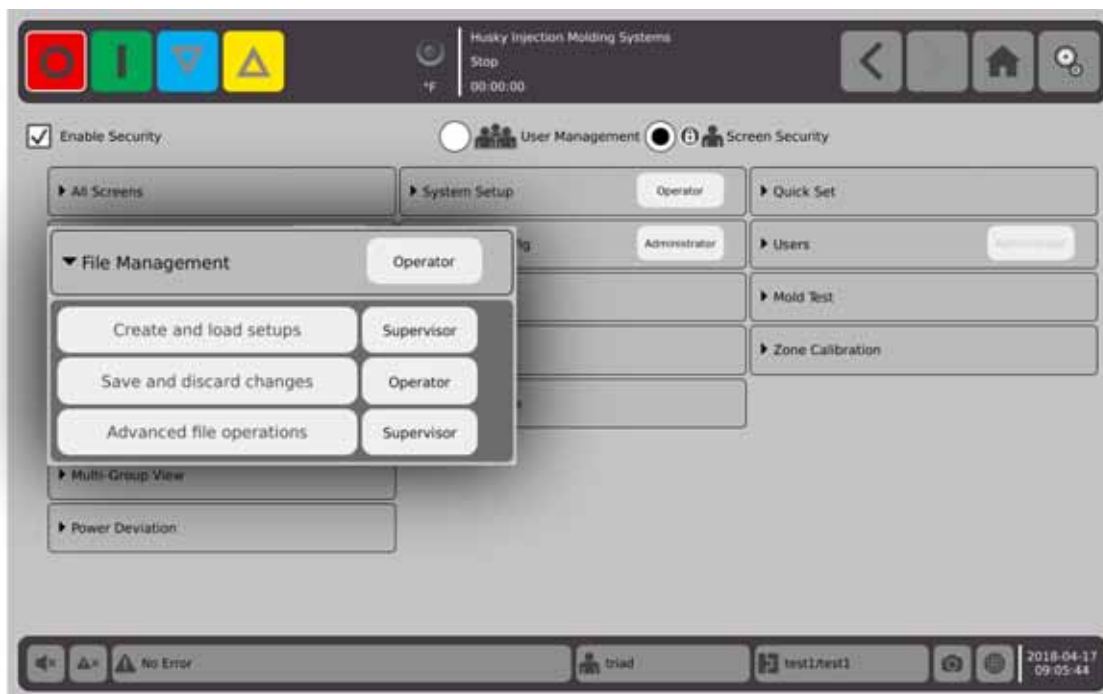 Husky Injection Molding Systems
Stop
°F 00:00:00
Enable Security
User Management
Screen Security
All Screens
System Setup Operator
Quick Set
File Management Operator
Administrator
Users
Create and load setups Supervisor
Mold Test
Save and discard changes Operator
Zone Calibration
Advanced file operations Supervisor
Multi-Group View
Power Deviation
No Error
triad
test1/test1
2018-04-17
09:05:44